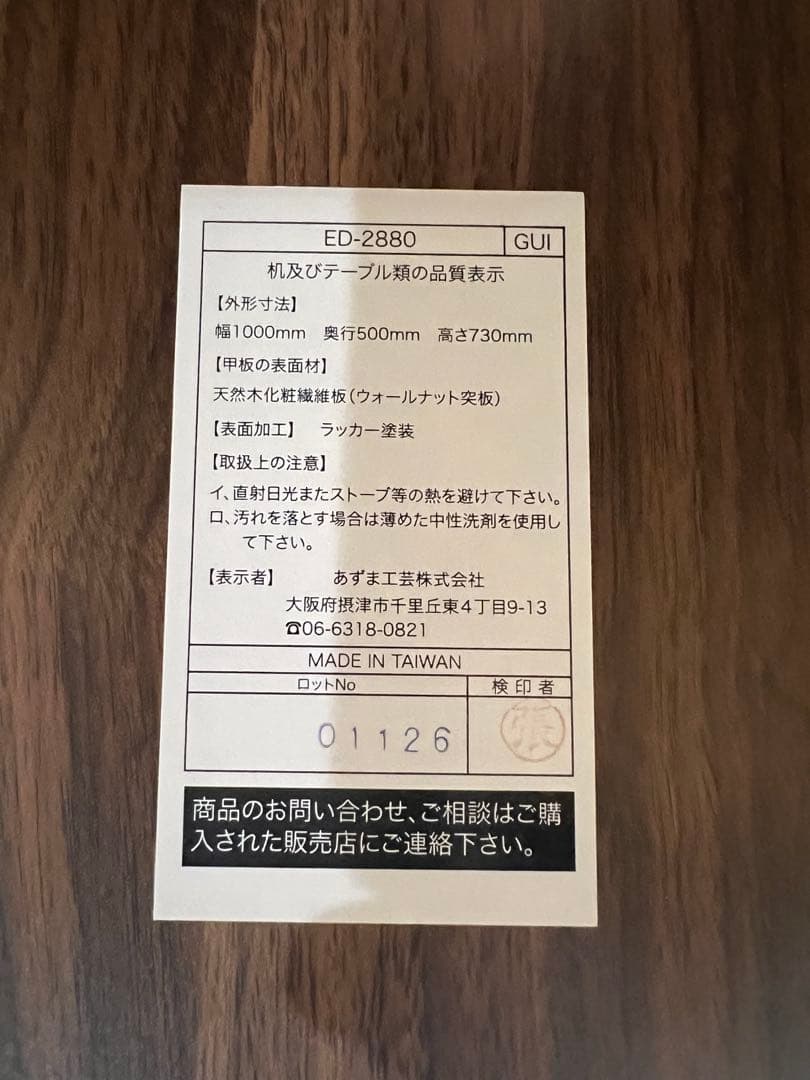 ED-2880 GUI
机及びテーブル類の品質表示
【外形寸法】
幅1000mm 奥行500mm 高さ730mm
【甲板の表面材】
天然木化粧繊維板(ウォールナット突板)
【表面加工】 ラッカー塗装
【取扱上の注意】
イ、直射日光またストーブ等の熱を避けて下さい。
ロ、汚れを落とす場合は薄めた中性洗剤を使用し
て下さい。
【表示者】 あずま工芸株式会社
大阪府摂津市千里丘東4丁目9-13
☎06-6318-0821
MADE IN TAIWAN
ロットNo 検印者
01126 張
商品のお問い合わせ、ご相談はご購
入された販売店にご連絡下さい。